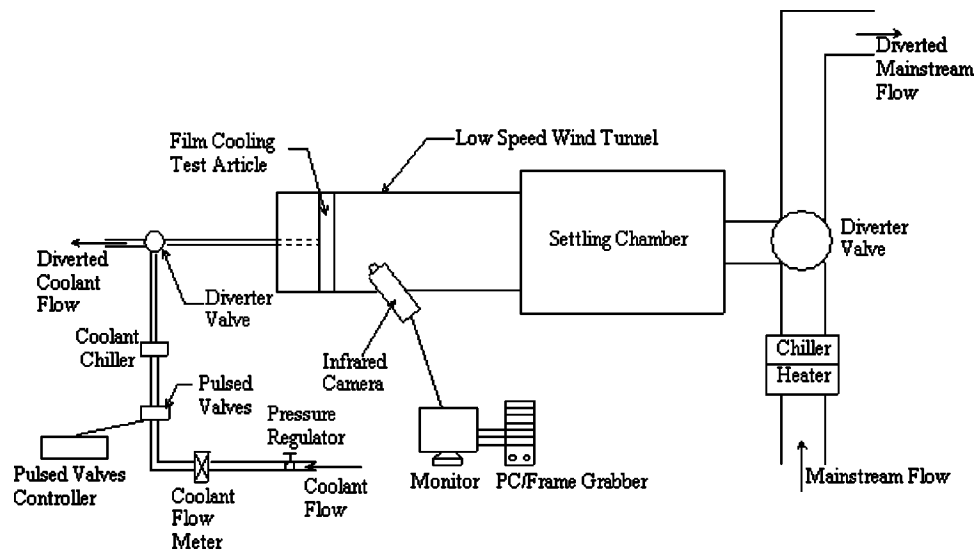 Diverted
Mainstream
Flow
Film Cooling
Test Article
Low Speed Wind Tunnel
Settling Chamber
Diverter
Valve
Diverted
Coolant
Flow
Diverter
Valve
Coolant
Chiller
Infrared
Camera
Chiller
Heater
Pulsed
Valves
Pressure
Regulator
Pulsed Valves
Controller
Coolant
Flow
Meter
Coolant
Flow
Monitor
PC/Frame Grabber
Mainstream Flow